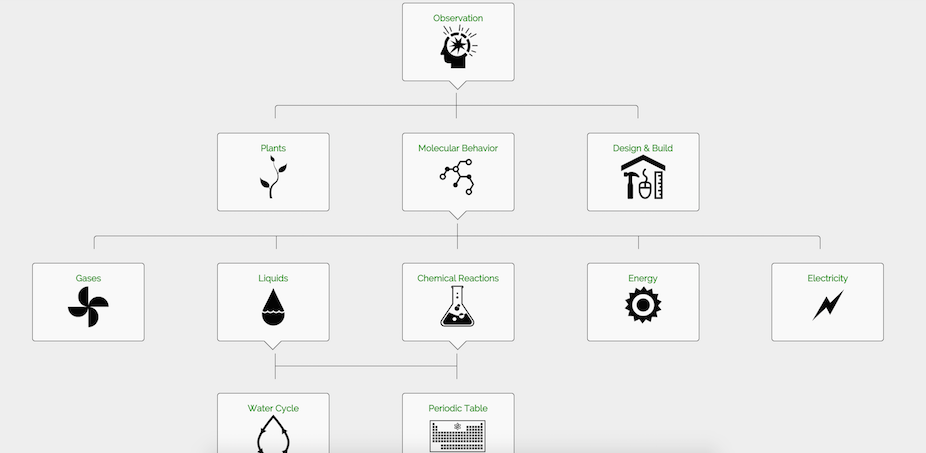 Observation
Plants
Molecular Behavior
Design & Build
Gases
Liquids
Chemical Reactions
Energy
Electricity
Water Cycle
Periodic Table